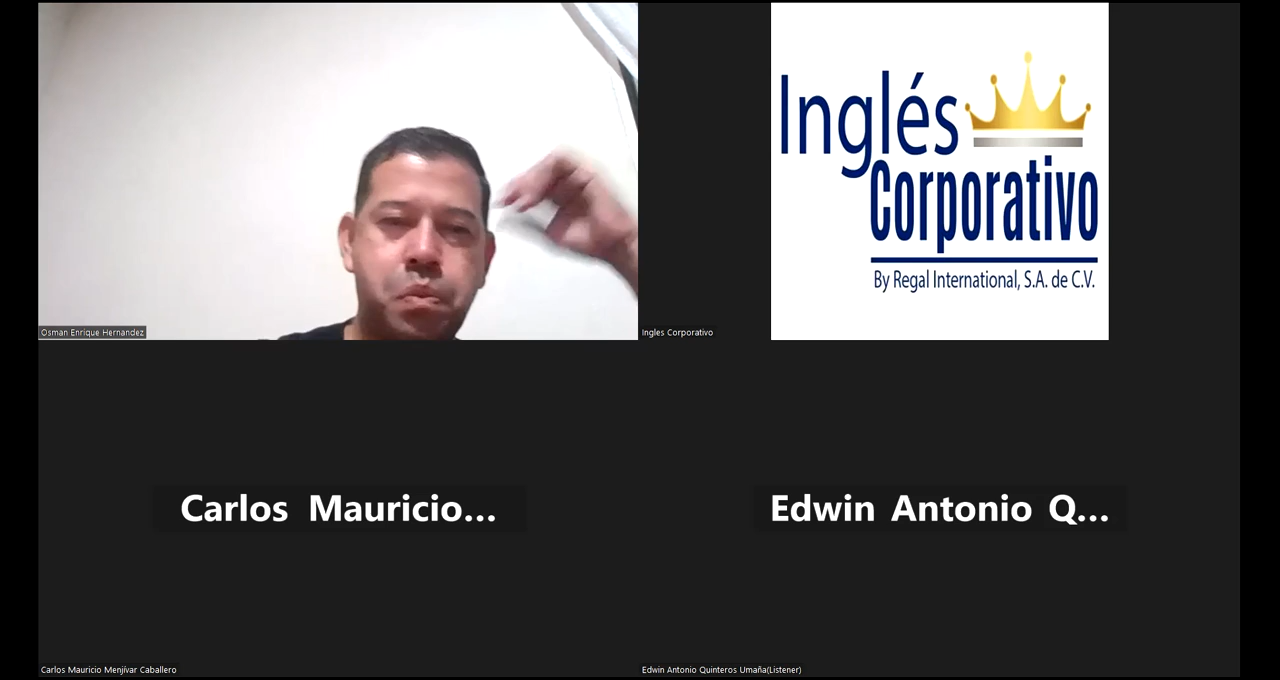 Inglés
Corporativo
By Regal International, S.A. de C.V.
Osman Enrique Hernandez
Ingles Corporativo
Carlos Mauricio...
Edwin Antonio Q...
Carlos Mauricio Menjívar Caballero
Edwin Antonio Quinteros Umaña(Listener)